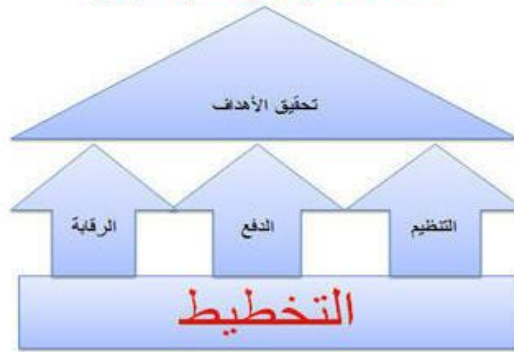 تحقيق الأهداف
التنظيم
الدفع
الرقابة
التخطيط